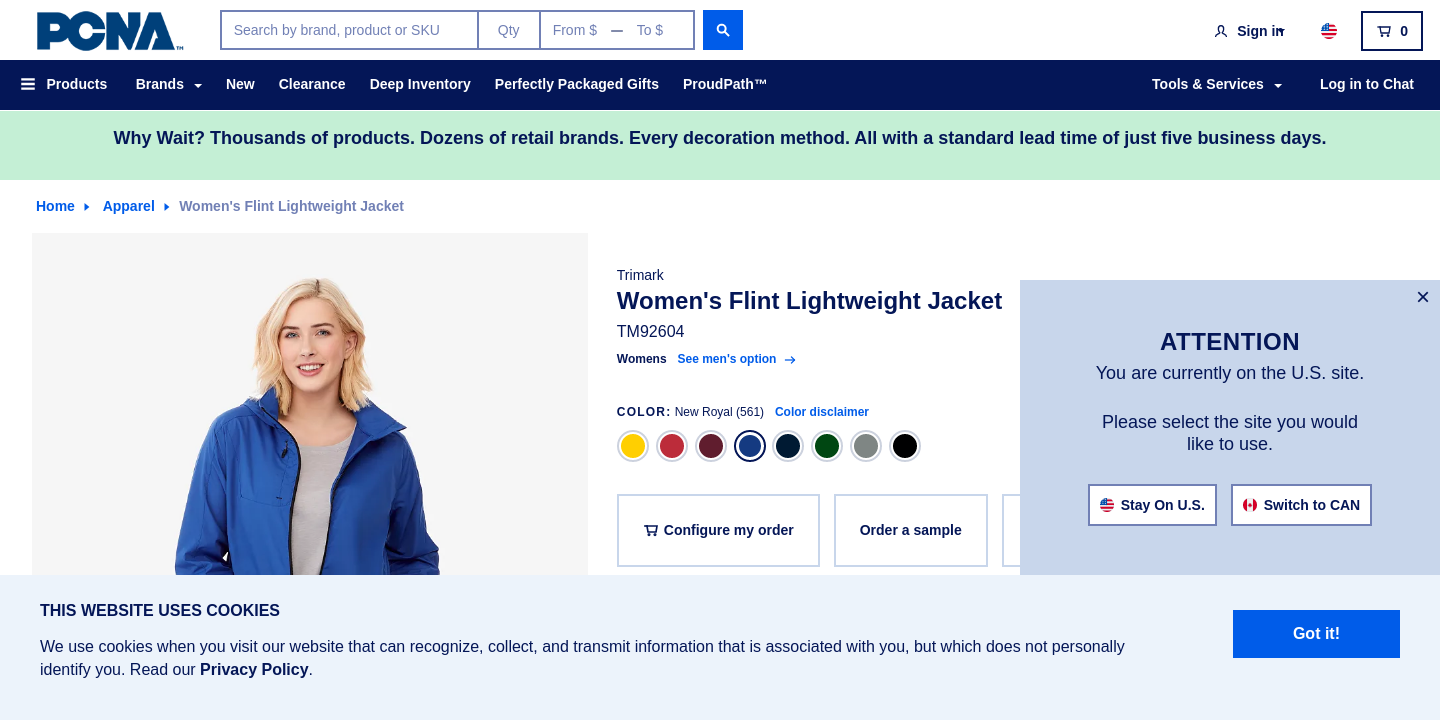 PCNA™
Search by brand, product or SKU
Qty
From $ — To $
Sign in
0
Products
Brands
New
Clearance
Deep Inventory
Perfectly Packaged Gifts
ProudPath™
Tools & Services
Log in to Chat
Why Wait? Thousands of products. Dozens of retail brands. Every decoration method. All with a standard lead time of just five business days.
Home
Apparel
Women's Flint Lightweight Jacket
Trimark
Women's Flint Lightweight Jacket
TM92604
Womens See men's option
COLOR: New Royal (561) Color disclaimer
Configure my order
Order a sample
×
ATTENTION
You are currently on the U.S. site.
Please select the site you would
like to use.
Stay On U.S.
Switch to CAN
THIS WEBSITE USES COOKIES
We use cookies when you visit our website that can recognize, collect, and transmit information that is associated with you, but which does not personally
identify you. Read our Privacy Policy.
Got it!